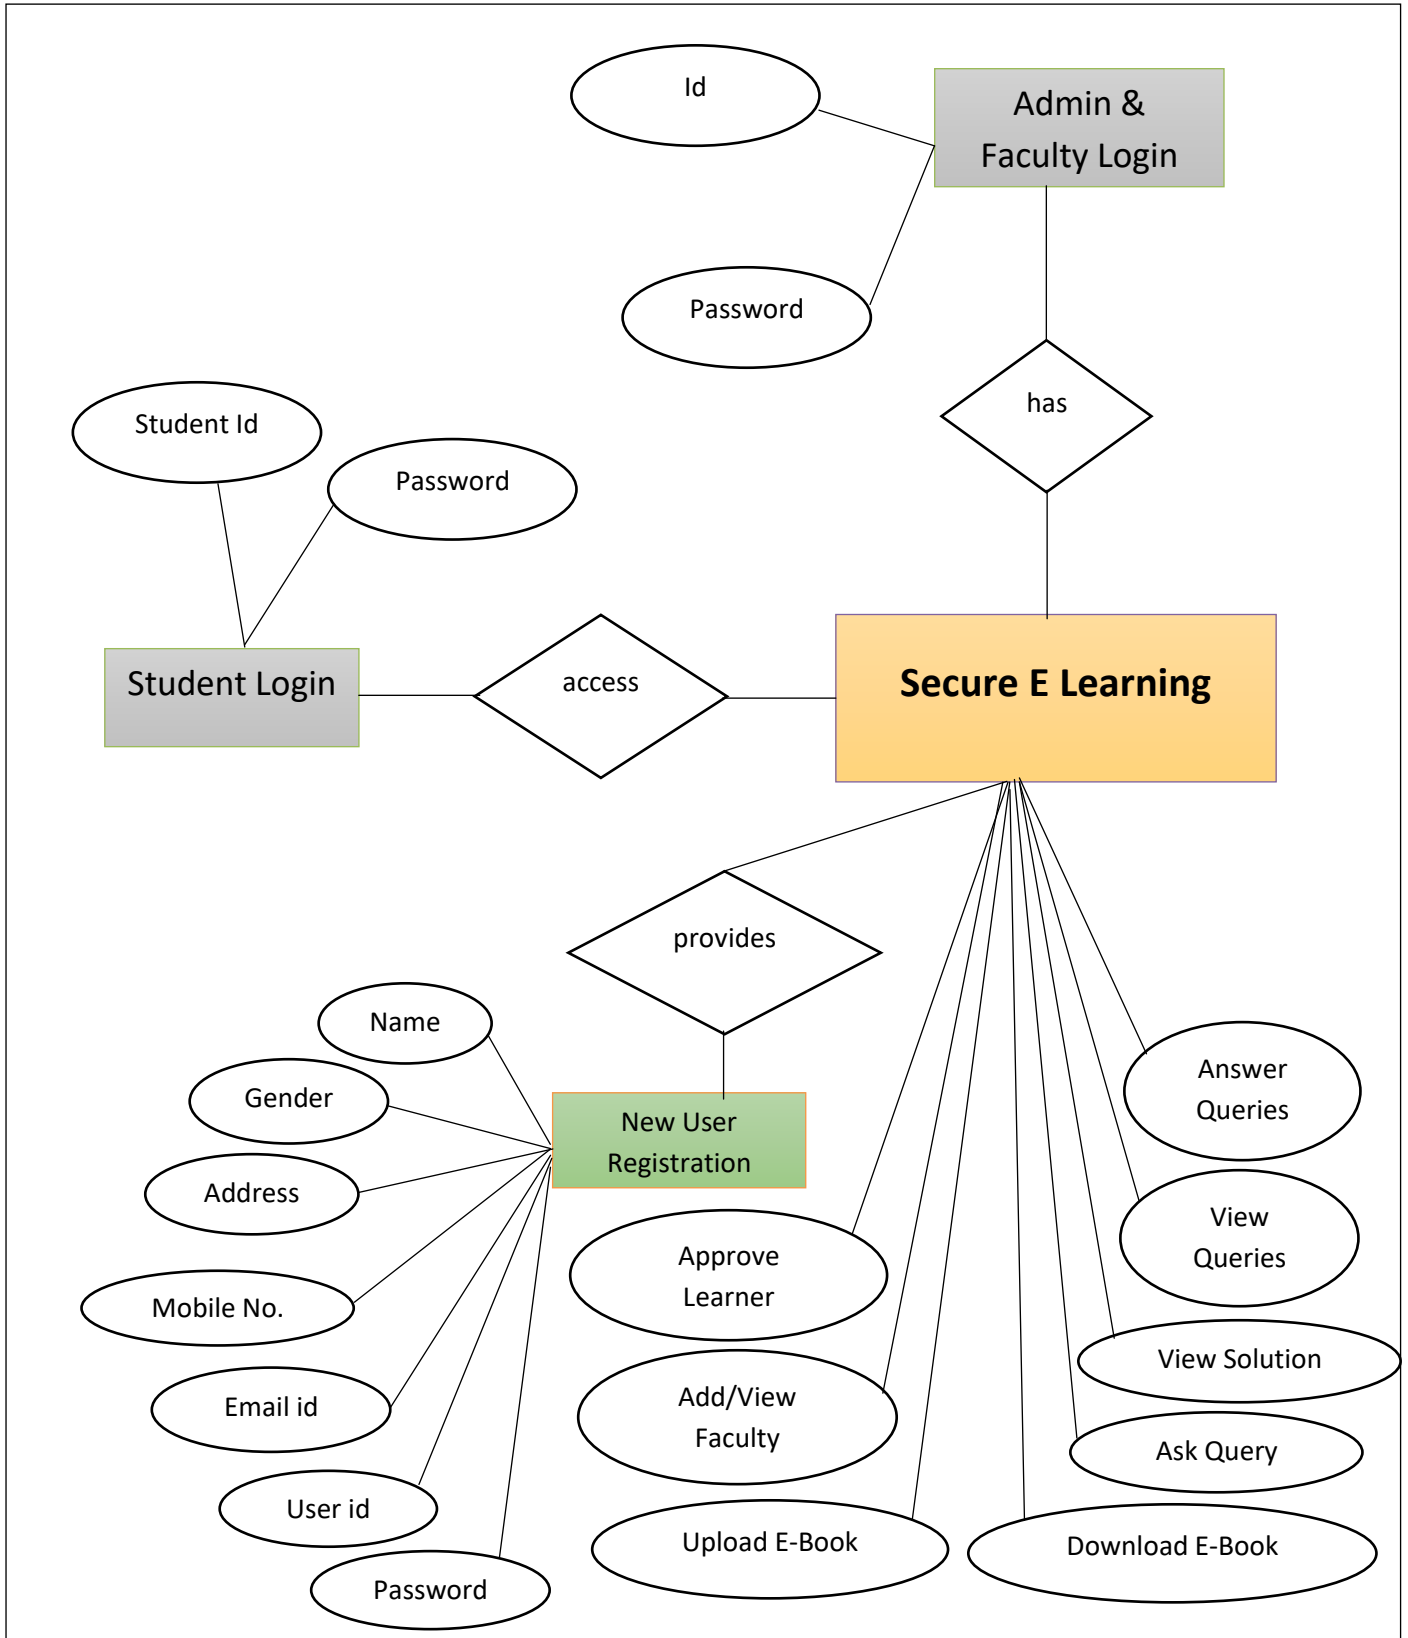 Id
Admin &
Faculty Login
Password
has
Student Id
Password
Student Login
access
Secure E Learning
provides
Name
Gender
Address
Mobile No.
Email id
User id
Password
New User
Registration
Approve
Learner
Add/View
Faculty
Upload E-Book
Answer
Queries
View
Queries
View Solution
Ask Query
Download E-Book